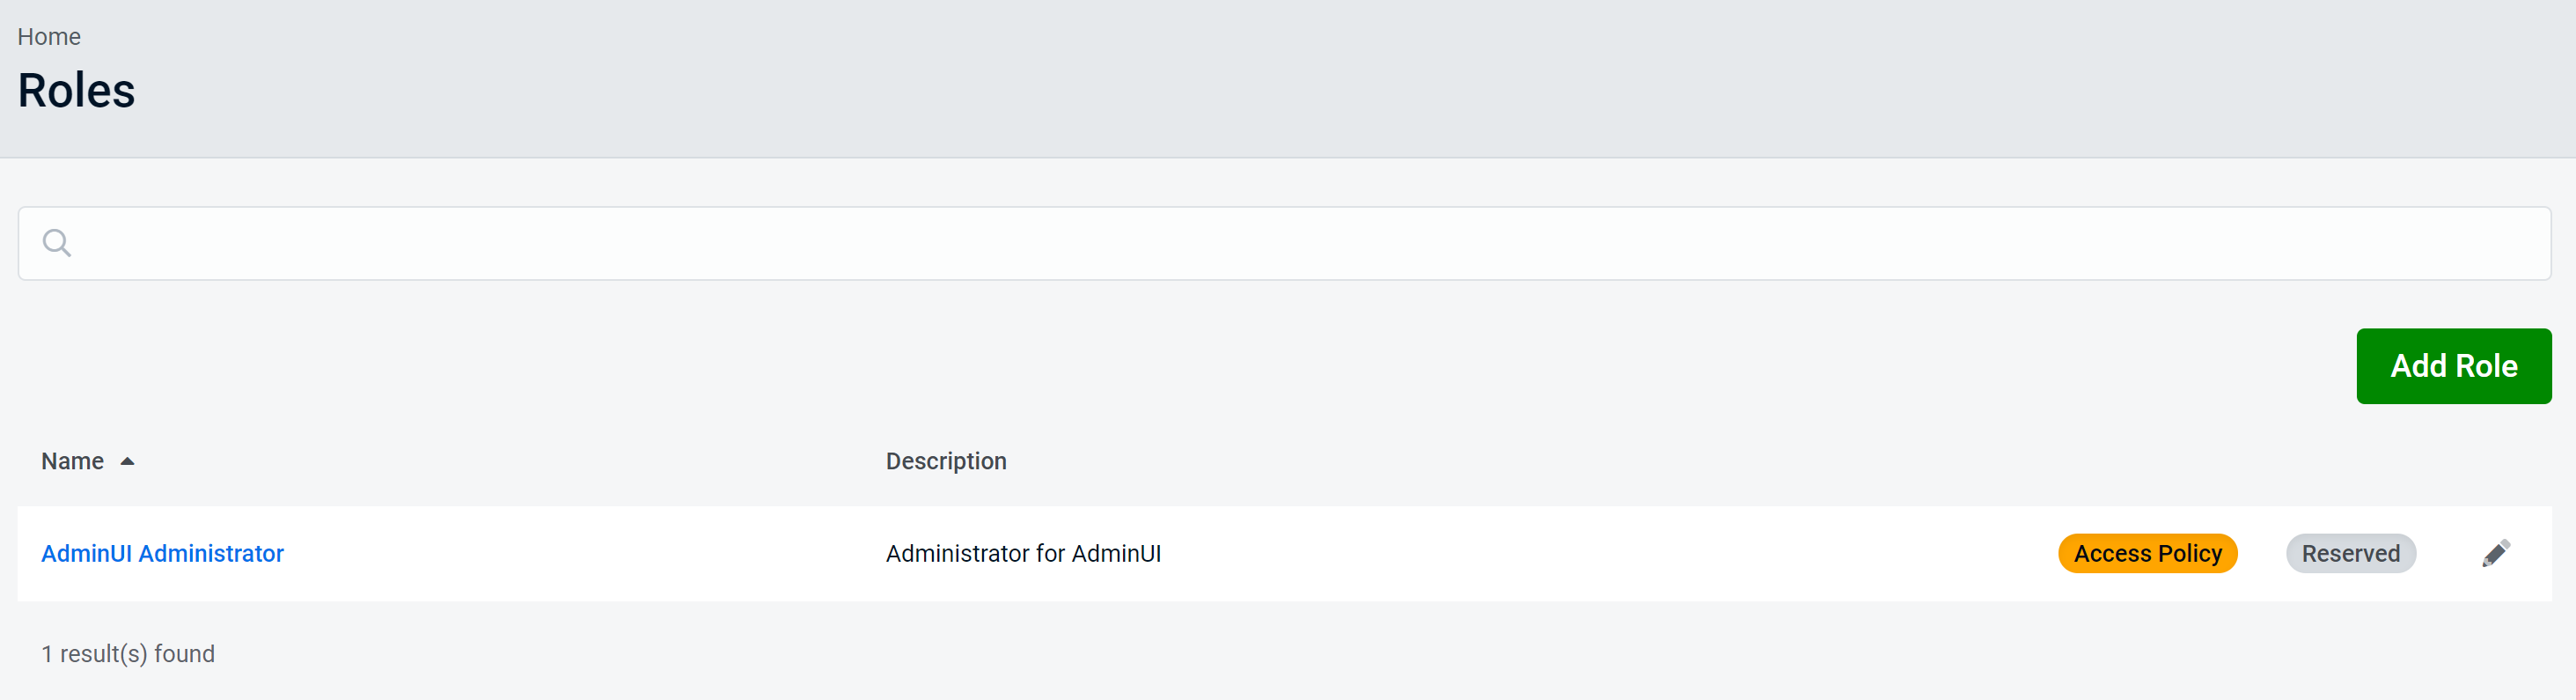 Home
Roles
Add Role
Name Description
AdminUI Administrator Administrator for AdminUI Access Policy Reserved
1 result(s) found